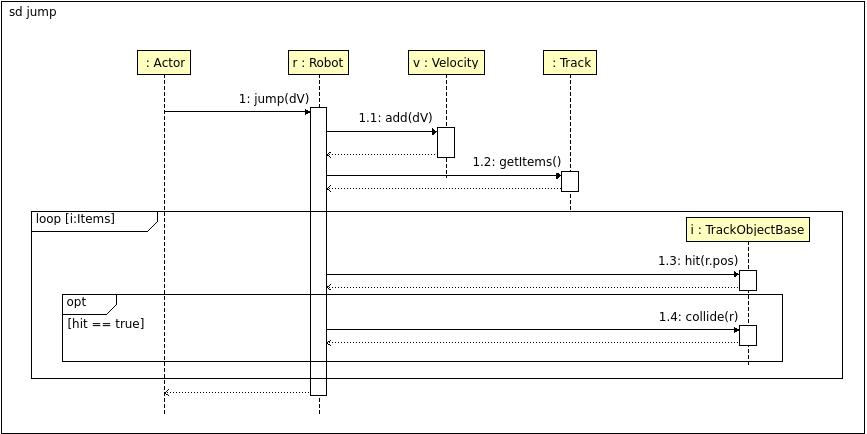 sd jump
: Actor
r : Robot
v : Velocity
: Track
1: jump(dV)
1.1: add(dV)
1.2: getItems()
loop [i:Items]
i : TrackObjectBase
1.3: hit(r.pos)
opt
[hit == true]
1.4: collide(r)